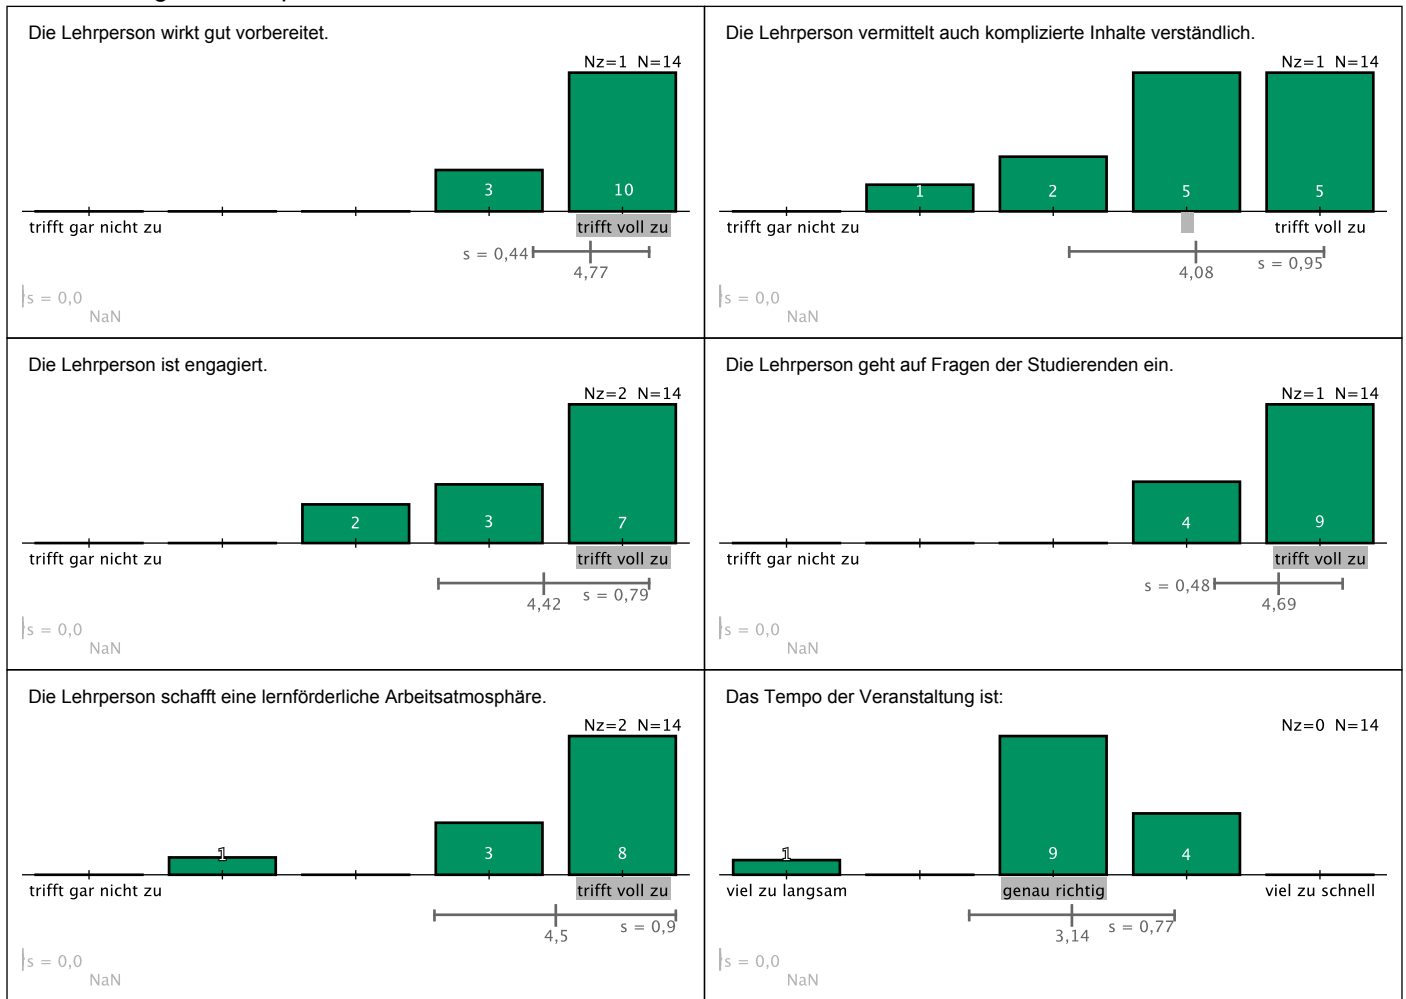 Die Lehrperson wirkt gut vorbereitet.
Nz=1 N=14
3
10
trifft gar nicht zu
trifft voll zu
s = 0,44
4,77
s = 0,0
NaN
Die Lehrperson vermittelt auch komplizierte Inhalte verständlich.
Nz=1 N=14
1
2
5
5
trifft gar nicht zu
trifft voll zu
s = 0,95
4,08
s = 0,0
NaN
Die Lehrperson ist engagiert.
Nz=2 N=14
2
3
7
trifft gar nicht zu
trifft voll zu
s = 0,79
4,42
s = 0,0
NaN
Die Lehrperson geht auf Fragen der Studierenden ein.
Nz=1 N=14
4
9
trifft gar nicht zu
trifft voll zu
s = 0,48
4,69
s = 0,0
NaN
Die Lehrperson schafft eine lernförderliche Arbeitsatmosphäre.
Nz=2 N=14
1
3
8
trifft gar nicht zu
trifft voll zu
s = 0,9
4,5
s = 0,0
NaN
Das Tempo der Veranstaltung ist:
Nz=0 N=14
1
9
4
viel zu langsam
genau richtig
viel zu schnell
s = 0,77
3,14
s = 0,0
NaN